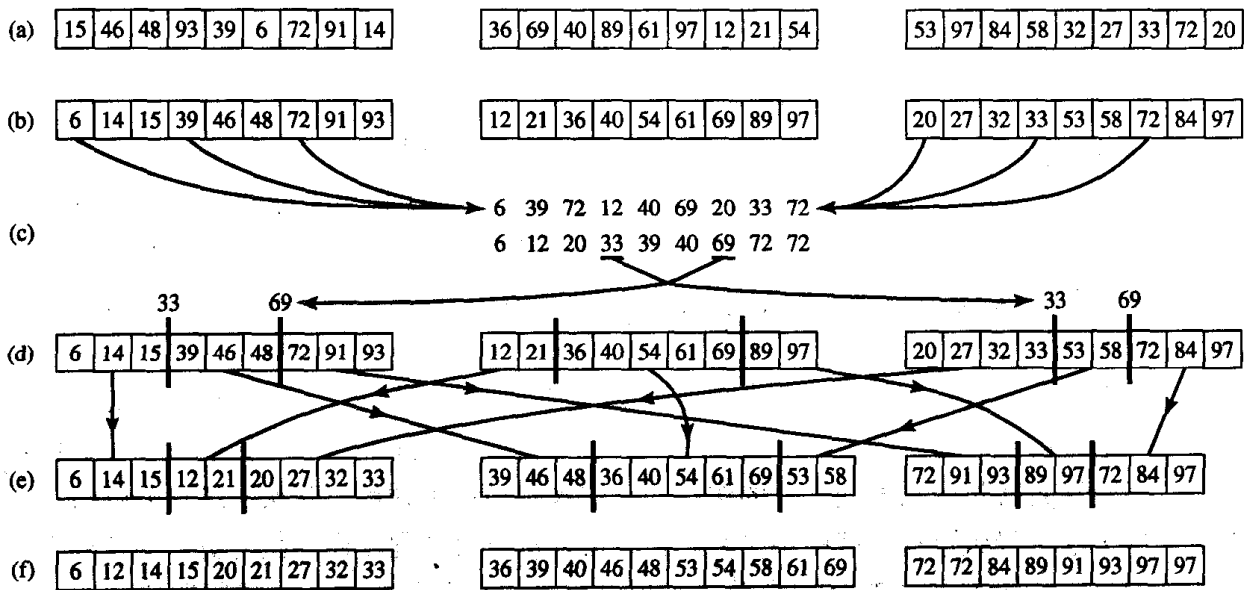 (a) 15 46 48 93 39 6 72 91 14 36 69 40 89 61 97 12 21 54 53 97 84 58 32 27 33 72 20
(b) 6 14 15 39 46 48 72 91 93 12 21 36 40 54 61 69 89 97 20 27 32 33 53 58 72 84 97
6 39 72 12 40 69 20 33 72
(c)
6 12 20 33 39 40 69 72 72
33 69 33 69
(d) 6 14 15 39 46 48 72 91 93 12 21 36 40 54 61 69 89 97 20 27 32 33 53 58 72 84 97
(e) 6 14 15 12 21 20 27 32 33 39 46 48 36 40 54 61 69 53 58 72 91 93 89 97 72 84 97
(f) 6 12 14 15 20 21 27 32 33 36 39 40 46 48 53 54 58 61 69 72 72 84 89 91 93 97 97